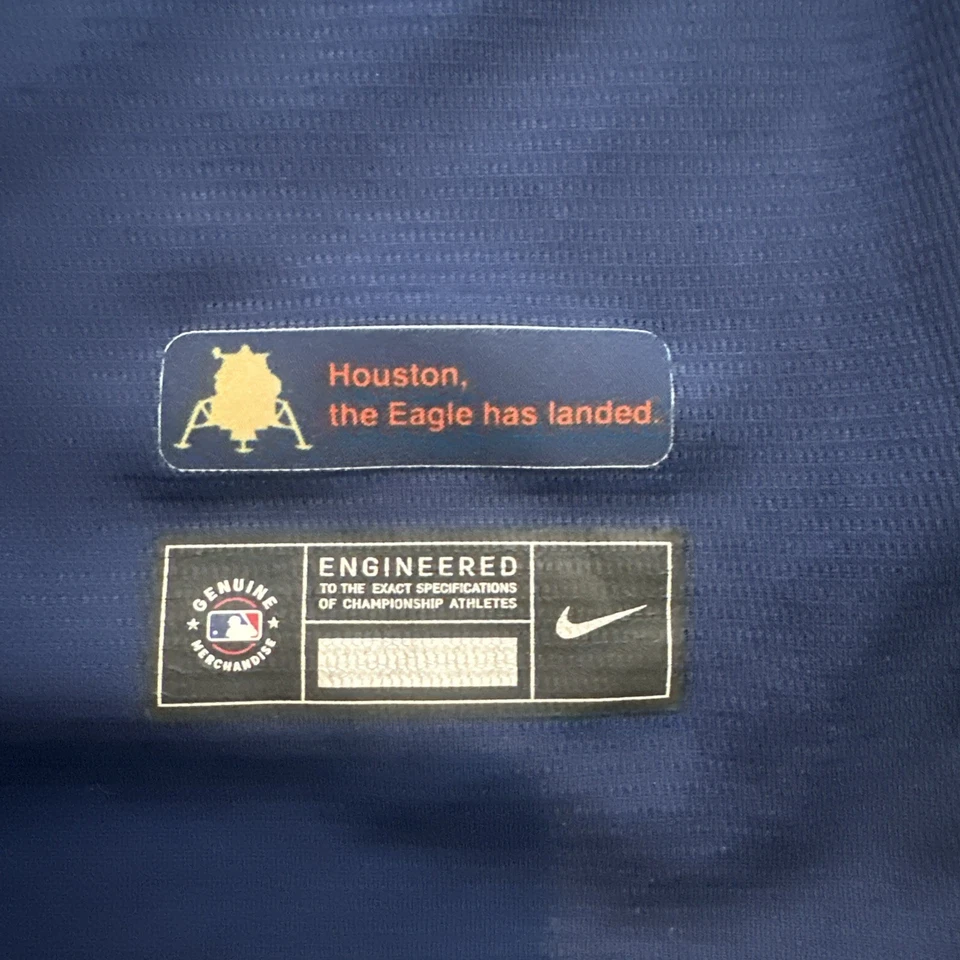 Houston,
the Eagle has landed.
GENUINE
MERCHANDISE
ENGINEERED
TO THE EXACT SPECIFICATIONS
OF CHAMPIONSHIP ATHLETES